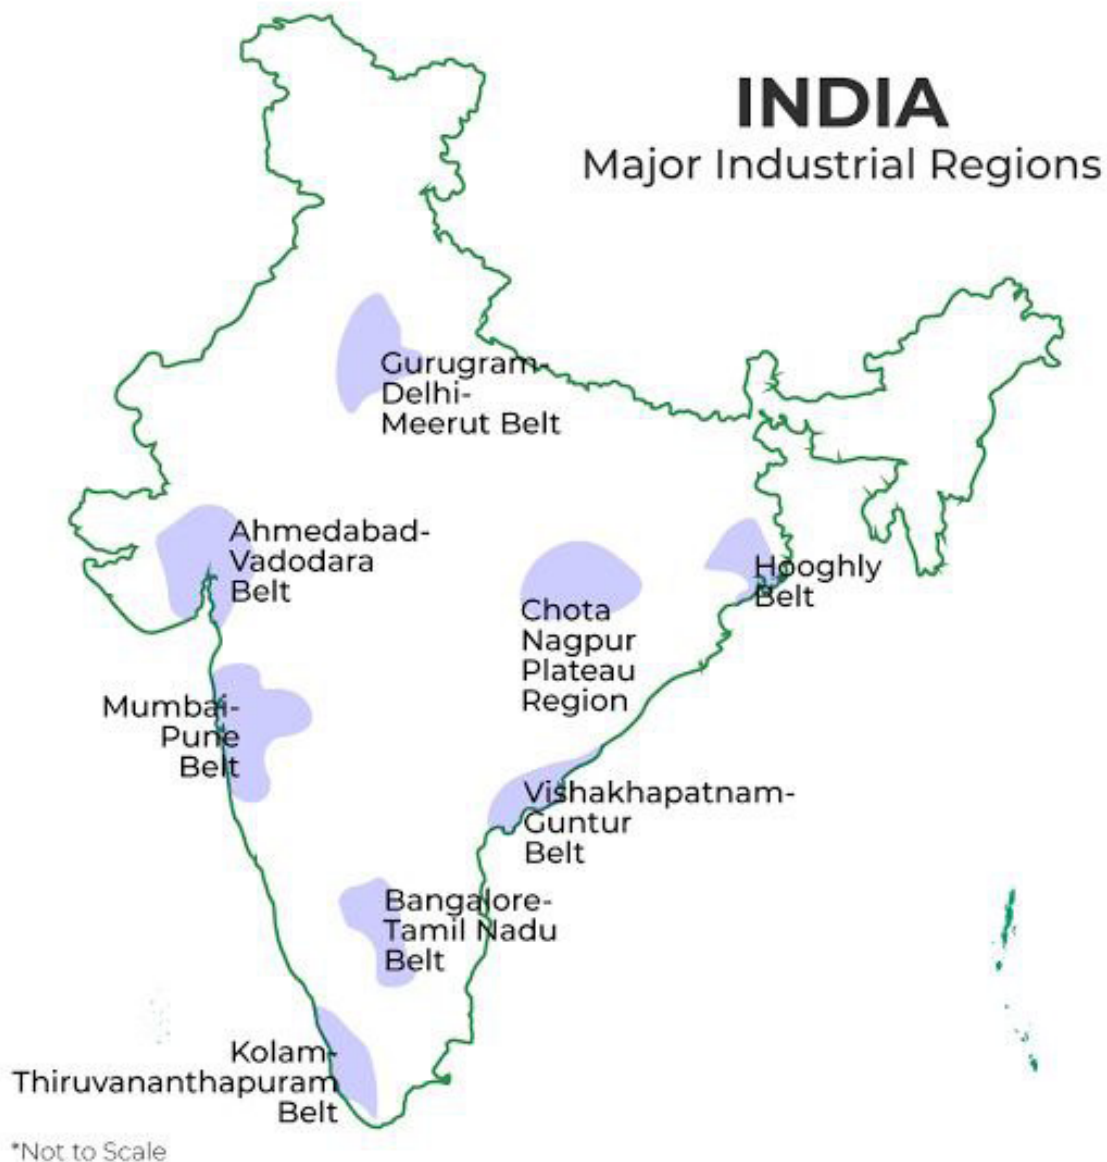 INDIA
Major Industrial Regions
Gurugram-
Delhi-
Meerut Belt
Ahmedabad-
Vadodara
Belt
Hooghly
Belt
Chota
Nagpur
Plateau
Region
Mumbai-
Pune
Belt
Vishakhapatnam-
Guntur
Belt
Bangalore-
Tamil Nadu
Belt
Kolam-
Thiruvananthapuram
Belt
*Not to Scale